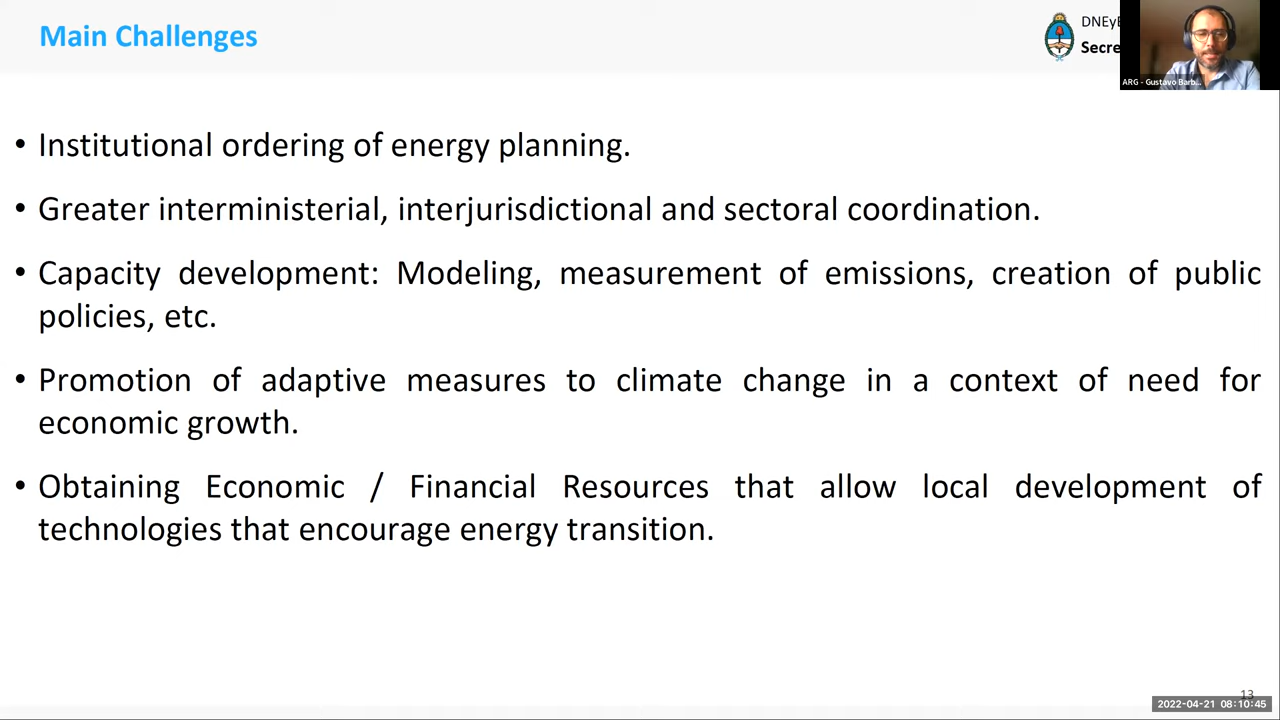 Main Challenges
Secre
ARG - Gustavo Barb...
• Institutional ordering of energy planning.
• Greater interministerial, interjurisdictional and sectoral coordination.
• Capacity development: Modeling, measurement of emissions, creation of public
policies, etc.
• Promotion of adaptive measures to climate change in a context of need for
economic growth.
• Obtaining Economic / Financial Resources that allow local development of
technologies that encourage energy transition.
13
2022-04-21 08:10:45